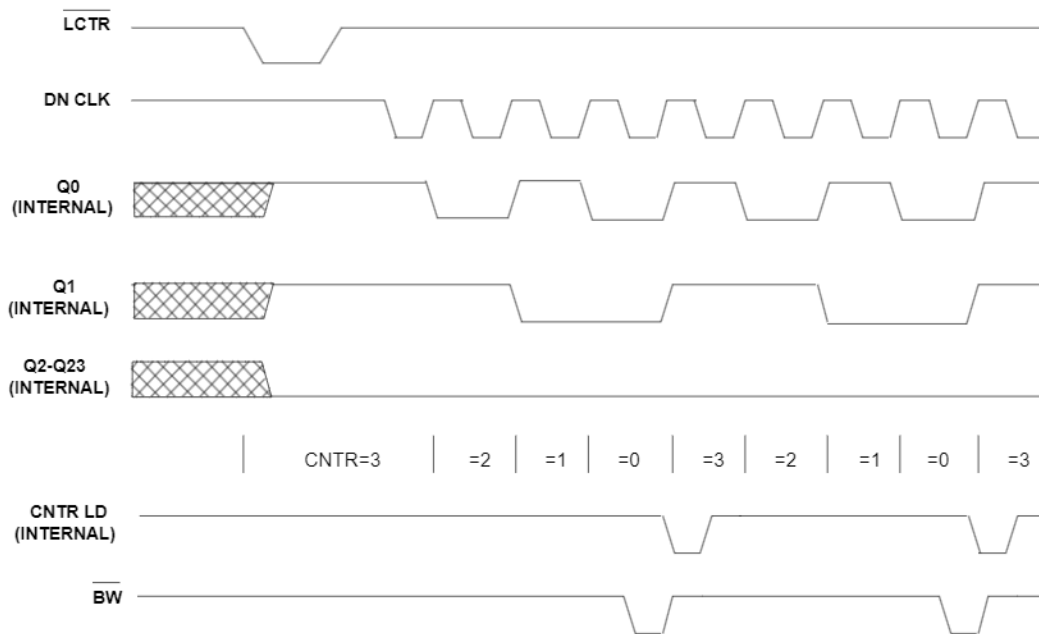 LCTR
DN CLK
Q0
(INTERNAL)
Q1
(INTERNAL)
Q2-Q23
(INTERNAL)
CNTR=3 =2 =1 =0 =3 =2 =1 =0 =3
CNTR LD
(INTERNAL)
BW